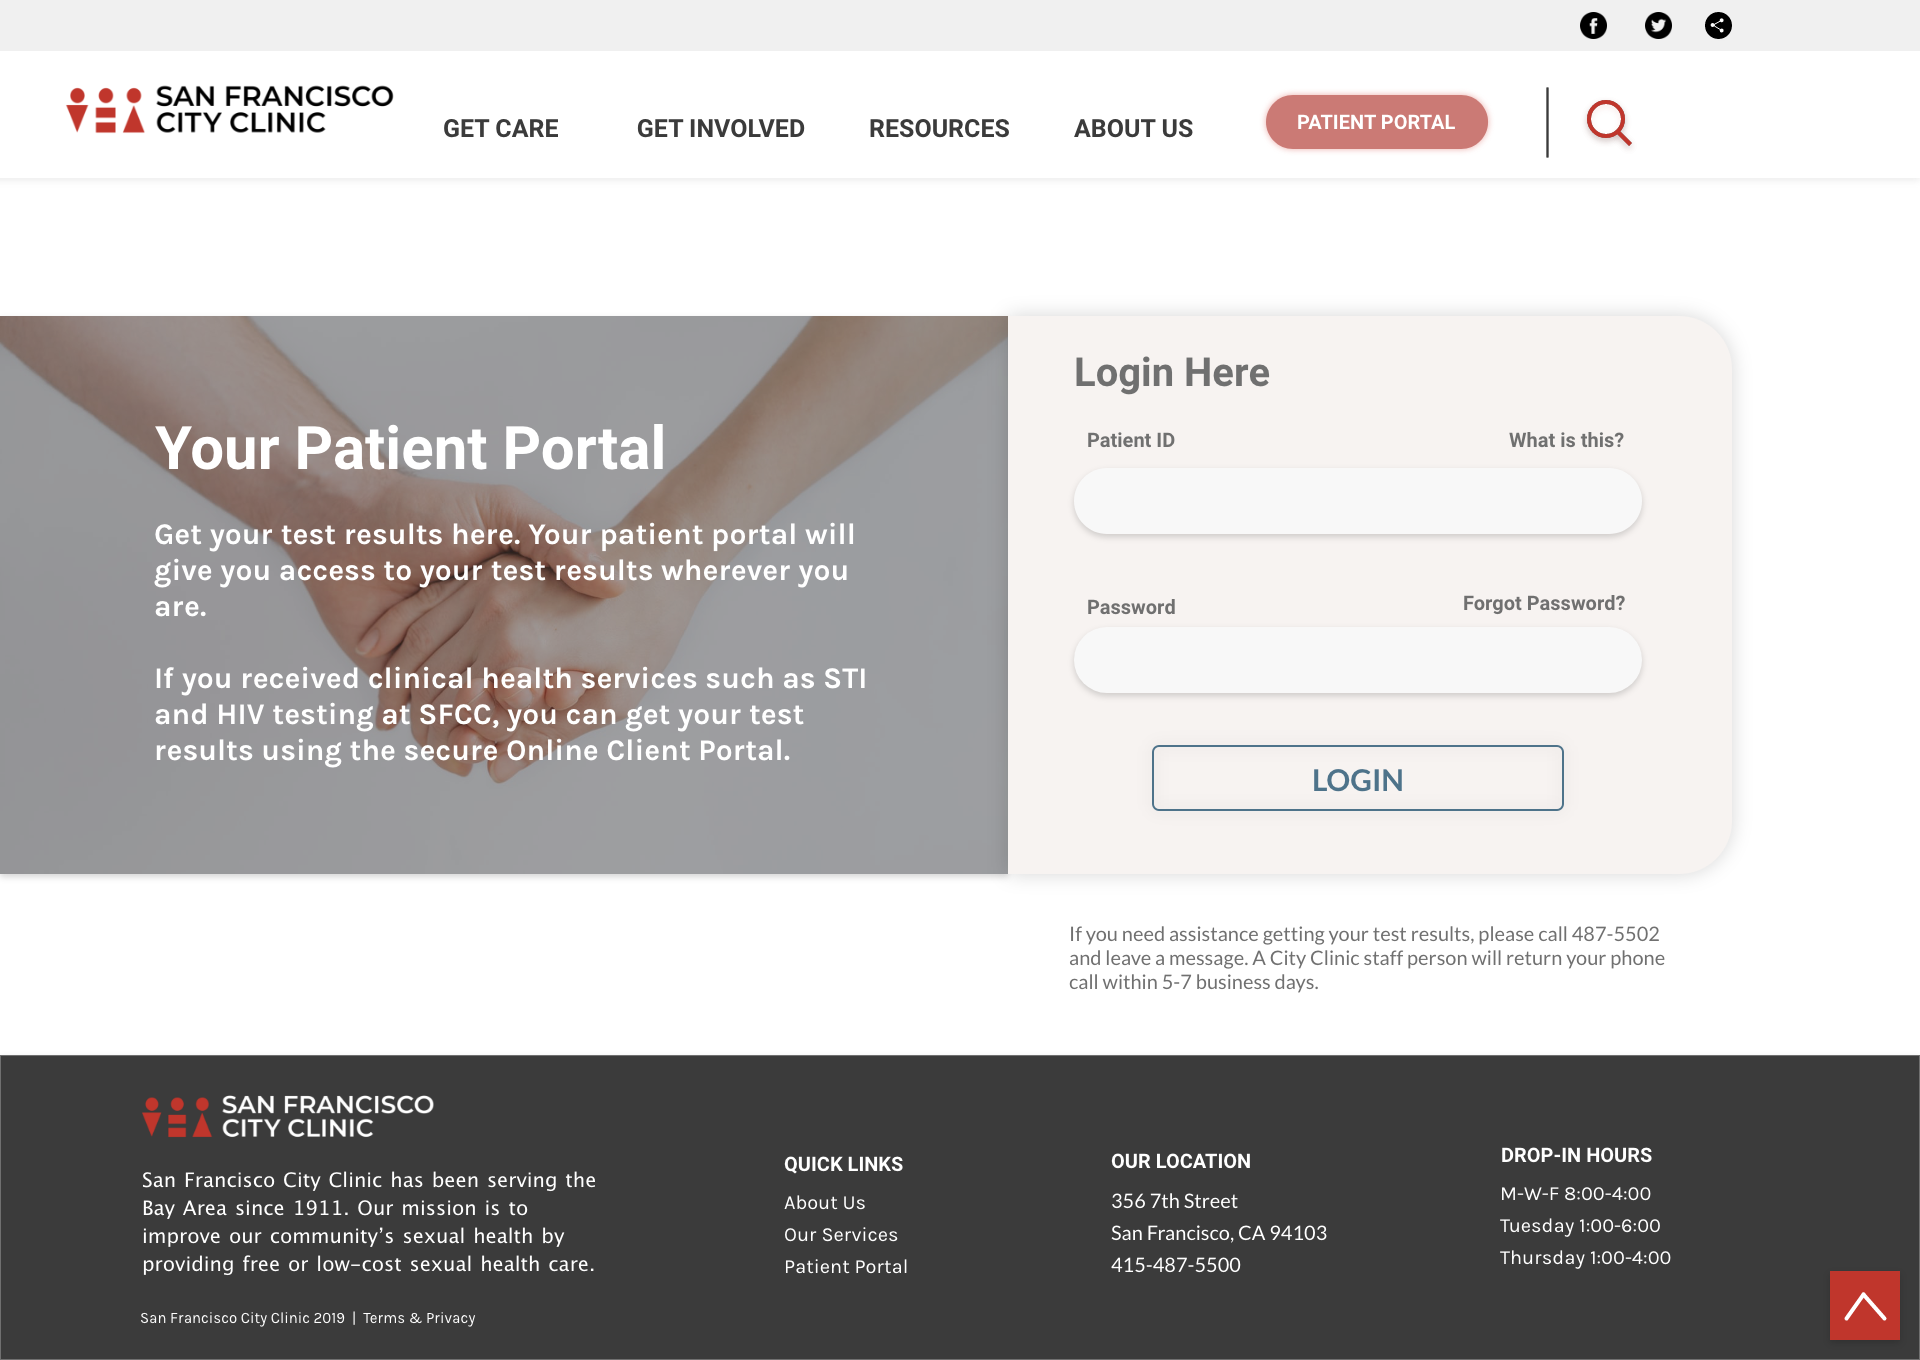 SAN FRANCISCO
CITY CLINIC
GET CARE
GET INVOLVED
RESOURCES
ABOUT US
PATIENT PORTAL
Your Patient Portal
Get your test results here. Your patient portal will
give you access to your test results wherever you
are.
If you received clinical health services such as STI
and HIV testing at SFCC, you can get your test
results using the secure Online Client Portal.
Login Here
Patient ID
What is this?
Password
Forgot Password?
LOGIN
If you need assistance getting your test results, please call 487-5502
and leave a message. A City Clinic staff person will return your phone
call within 5-7 business days.
SAN FRANCISCO
CITY CLINIC
San Francisco City Clinic has been serving the
Bay Area since 1911. Our mission is to
improve our community’s sexual health by
providing free or low-cost sexual health care.
San Francisco City Clinic 2019 | Terms & Privacy
QUICK LINKS
About Us
Our Services
Patient Portal
OUR LOCATION
356 7th Street
San Francisco, CA 94103
415-487-5500
DROP-IN HOURS
M-W-F 8:00-4:00
Tuesday 1:00-6:00
Thursday 1:00-4:00